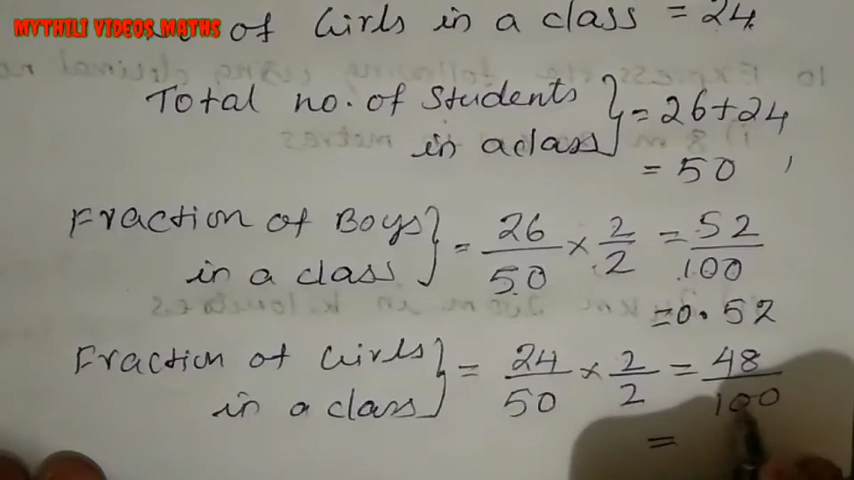 MYTHILI VIDEOS MATHS
of Girls in a class = 24
Total no. of Students } = 26+24
in a class
= 50
Fraction of Boys } = 26/50 × 2/2 = 52/100
in a class
=0.52
Fraction of Girls } = 24/50 × 2/2 = 48/100
in a class
=